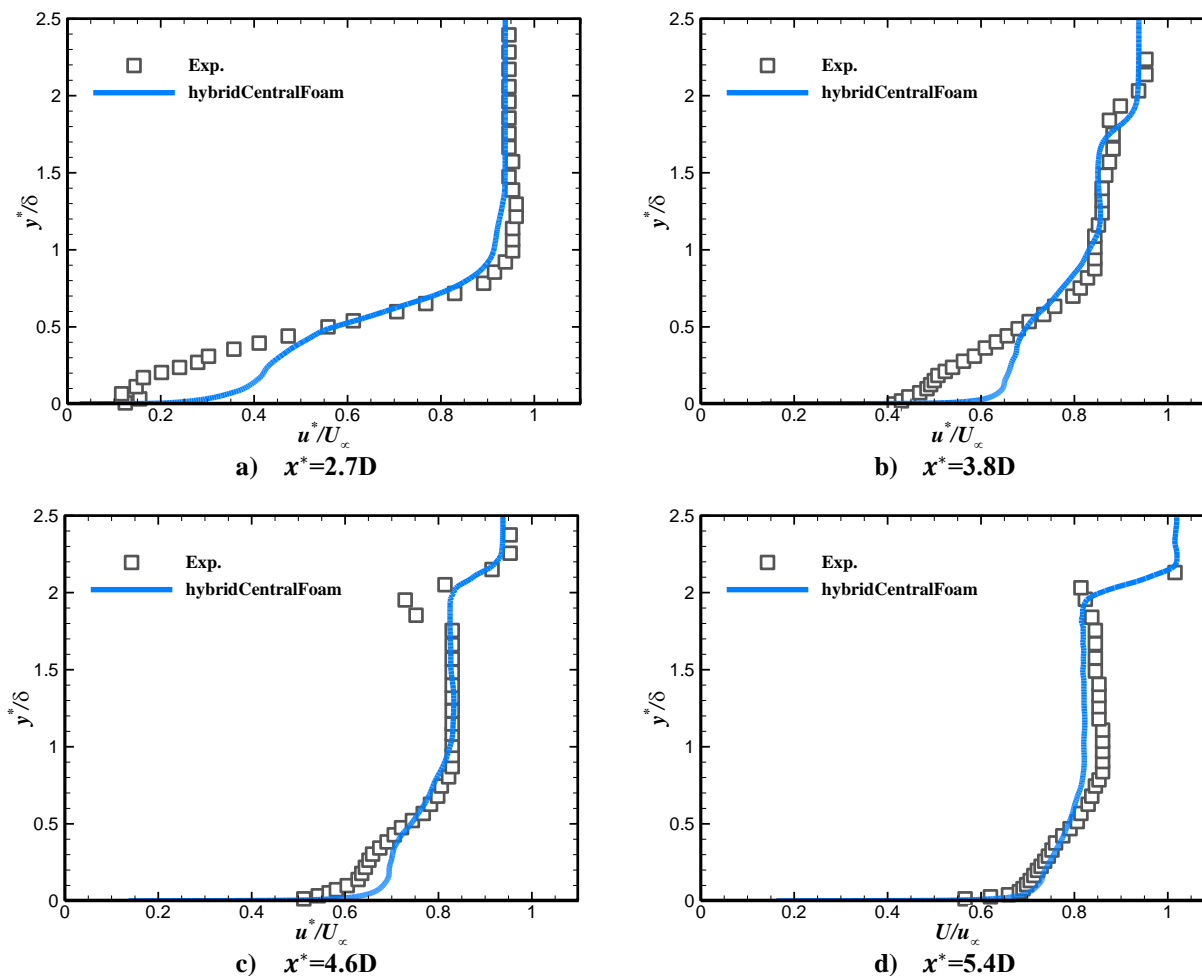 2.5
2
1.5
1
0.5
0
y*/δ
Exp.
hybridCentralFoam
0 0.2 0.4 0.6 0.8 1
u*/U∞
a) x*=2.7D
2.5
2
1.5
1
0.5
0
y*/δ
Exp.
hybridCentralFoam
0 0.2 0.4 0.6 0.8 1
u*/U∞
b) x*=3.8D
2.5
2
1.5
1
0.5
0
y*/δ
Exp.
hybridCentralFoam
0 0.2 0.4 0.6 0.8 1
u*/U∞
c) x*=4.6D
2.5
2
1.5
1
0.5
0
y*/δ
Exp.
hybridCentralFoam
0 0.2 0.4 0.6 0.8 1
U/u∞
d) x*=5.4D